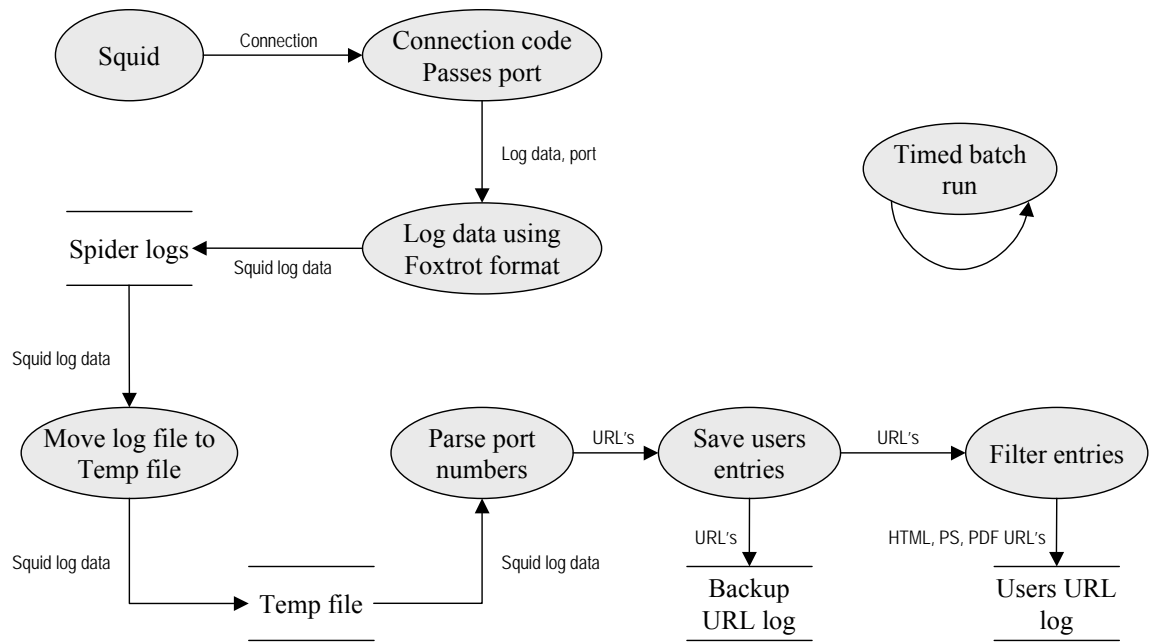 Squid
Connection
Connection code
Passes port
Log data, port
Timed batch
run
Spider logs
Squid log data
Log data using
Foxtrot format
Squid log data
Move log file to
Temp file
Parse port
numbers
URL's
Save users
entries
URL's
Filter entries
Squid log data
Temp file
Squid log data
URL's
HTML, PS, PDF URL's
Backup
URL log
Users URL
log